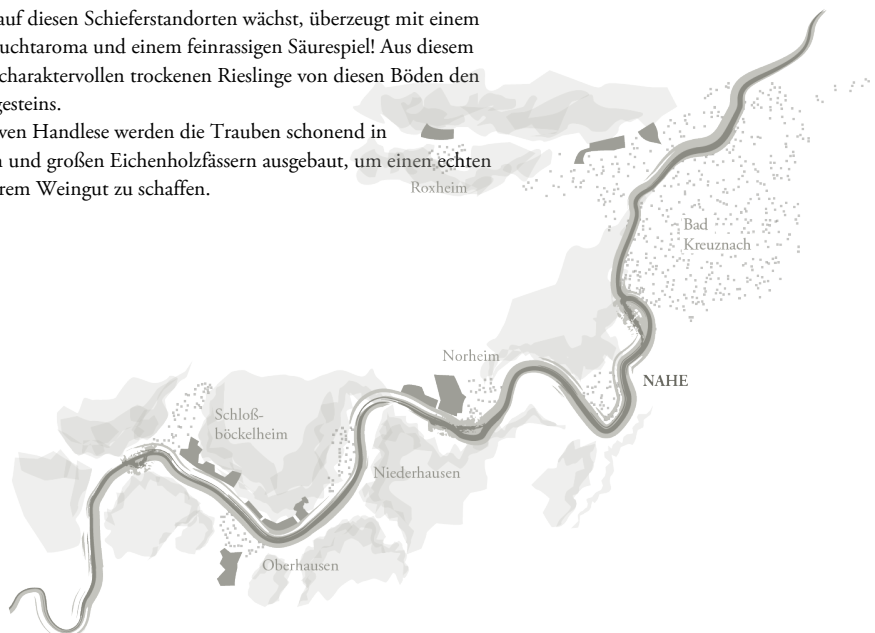 auf diesen Schieferstandorten wächst, überzeugt mit einem
uchtaroma und einem feinrassigen Säurespiel! Aus diesem
charaktervollen trockenen Rieslinge von diesen Böden den
gesteins.
ven Handlese werden die Trauben schonend in
und großen Eichenholzfässern ausgebaut, um einen echten
rem Weingut zu schaffen.
Roxheim
Bad
Kreuznach
Norheim
NAHE
Schloß-
böckelheim
Niederhausen
Oberhausen